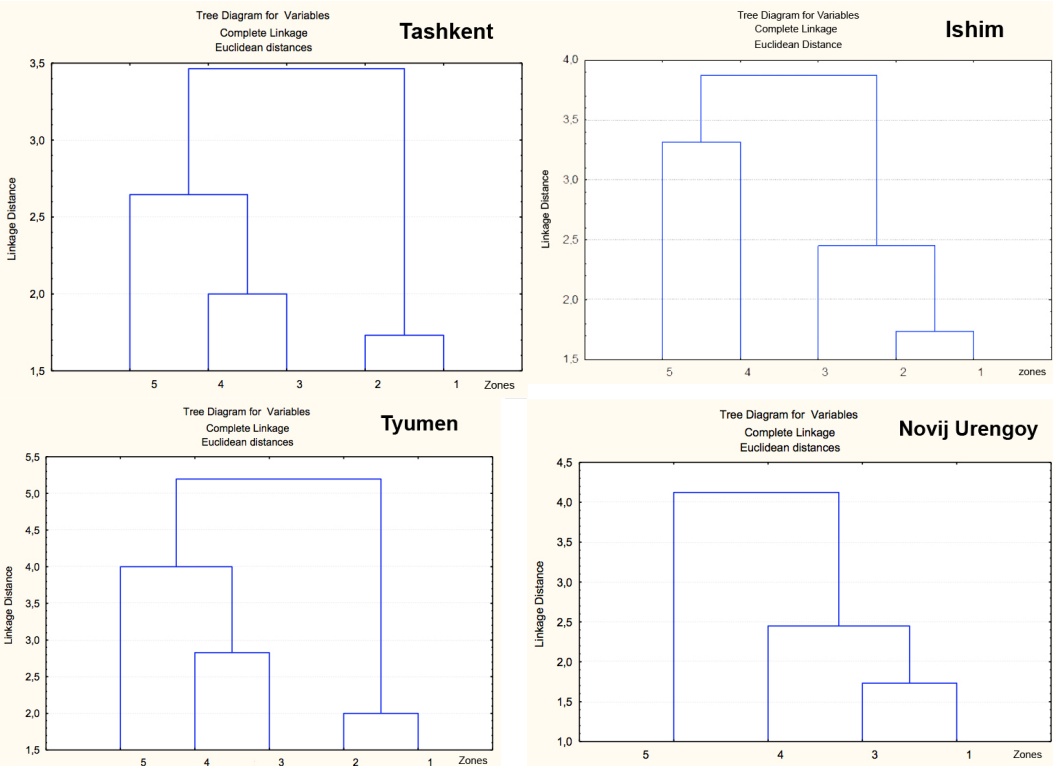 Tree Diagram for Variables
Complete Linkage
Euclidean distances
Tashkent
3,5
3,0
2,5
2,0
1,5
Linkage Distance
5 4 3 2 1 Zones
Tree Diagram for Variables
Complete Linkage
Euclidean Distance
Ishim
4.0
3.5
3.0
2.5
2.0
1.5
Linkage Distance
5 4 3 2 1 zones
Tree Diagram for Variables
Complete Linkage
Euclidean distances
Tyumen
5,5
5,0
4,5
4,0
3,5
3,0
2,5
2,0
1,5
Linkage Distance
5 4 3 2 1 Zones
Tree Diagram for Variables
Complete Linkage
Euclidean distances
Novij Urengoy
4,5
4,0
3,5
3,0
2,5
2,0
1,5
1,0
Linkage Distance
5 4 3 1 Zones